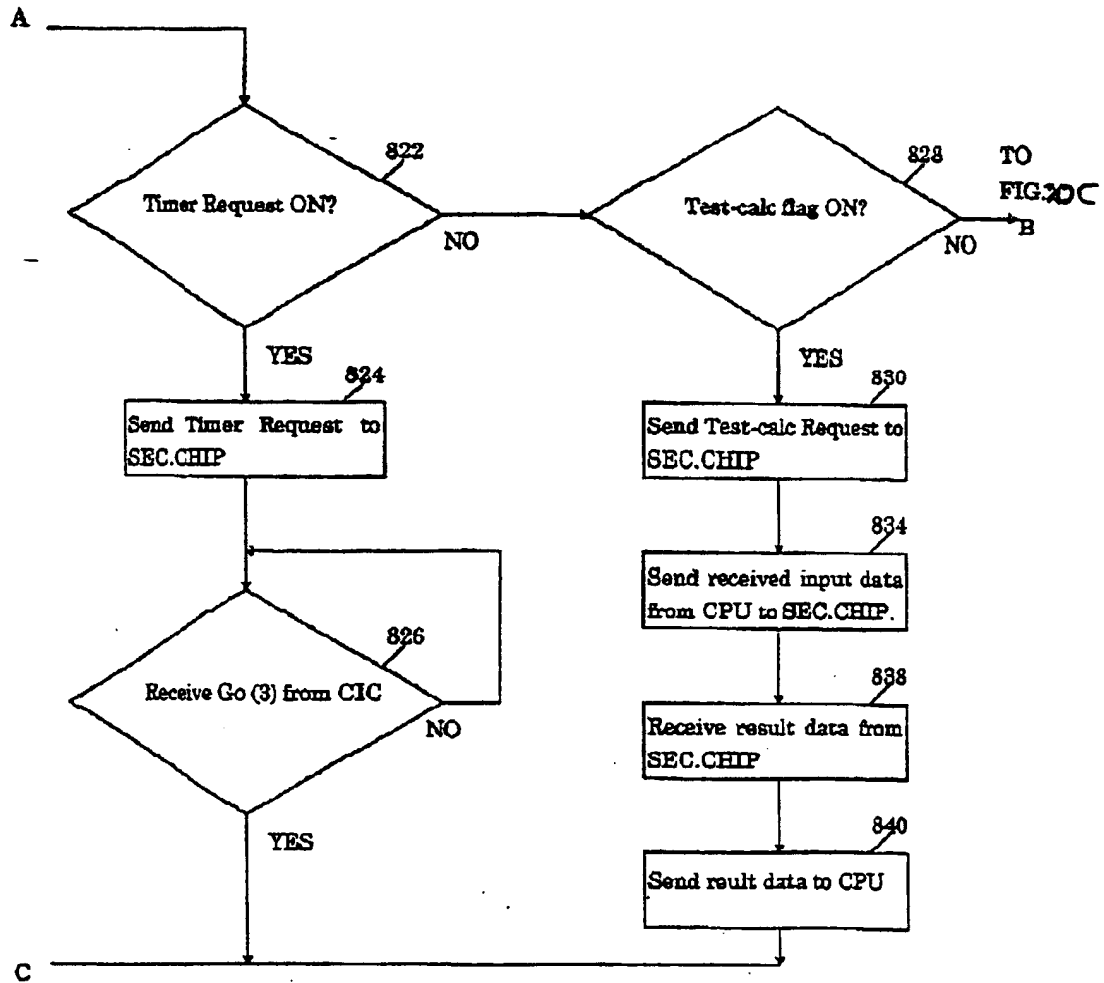 A
822
Timer Request ON?
NO
YES
824
Send Timer Request to
SEC.CHIP
826
Receive Go (3) from CIC
NO
YES
828
Test-calc flag ON?
NO
TO
FIG.20C
B
YES
830
Send Test-calc Request to
SEC.CHIP
834
Send received input data
from CPU to SEC.CHIP.
838
Receive result data from
SEC.CHIP
840
Send reult data to CPU
C